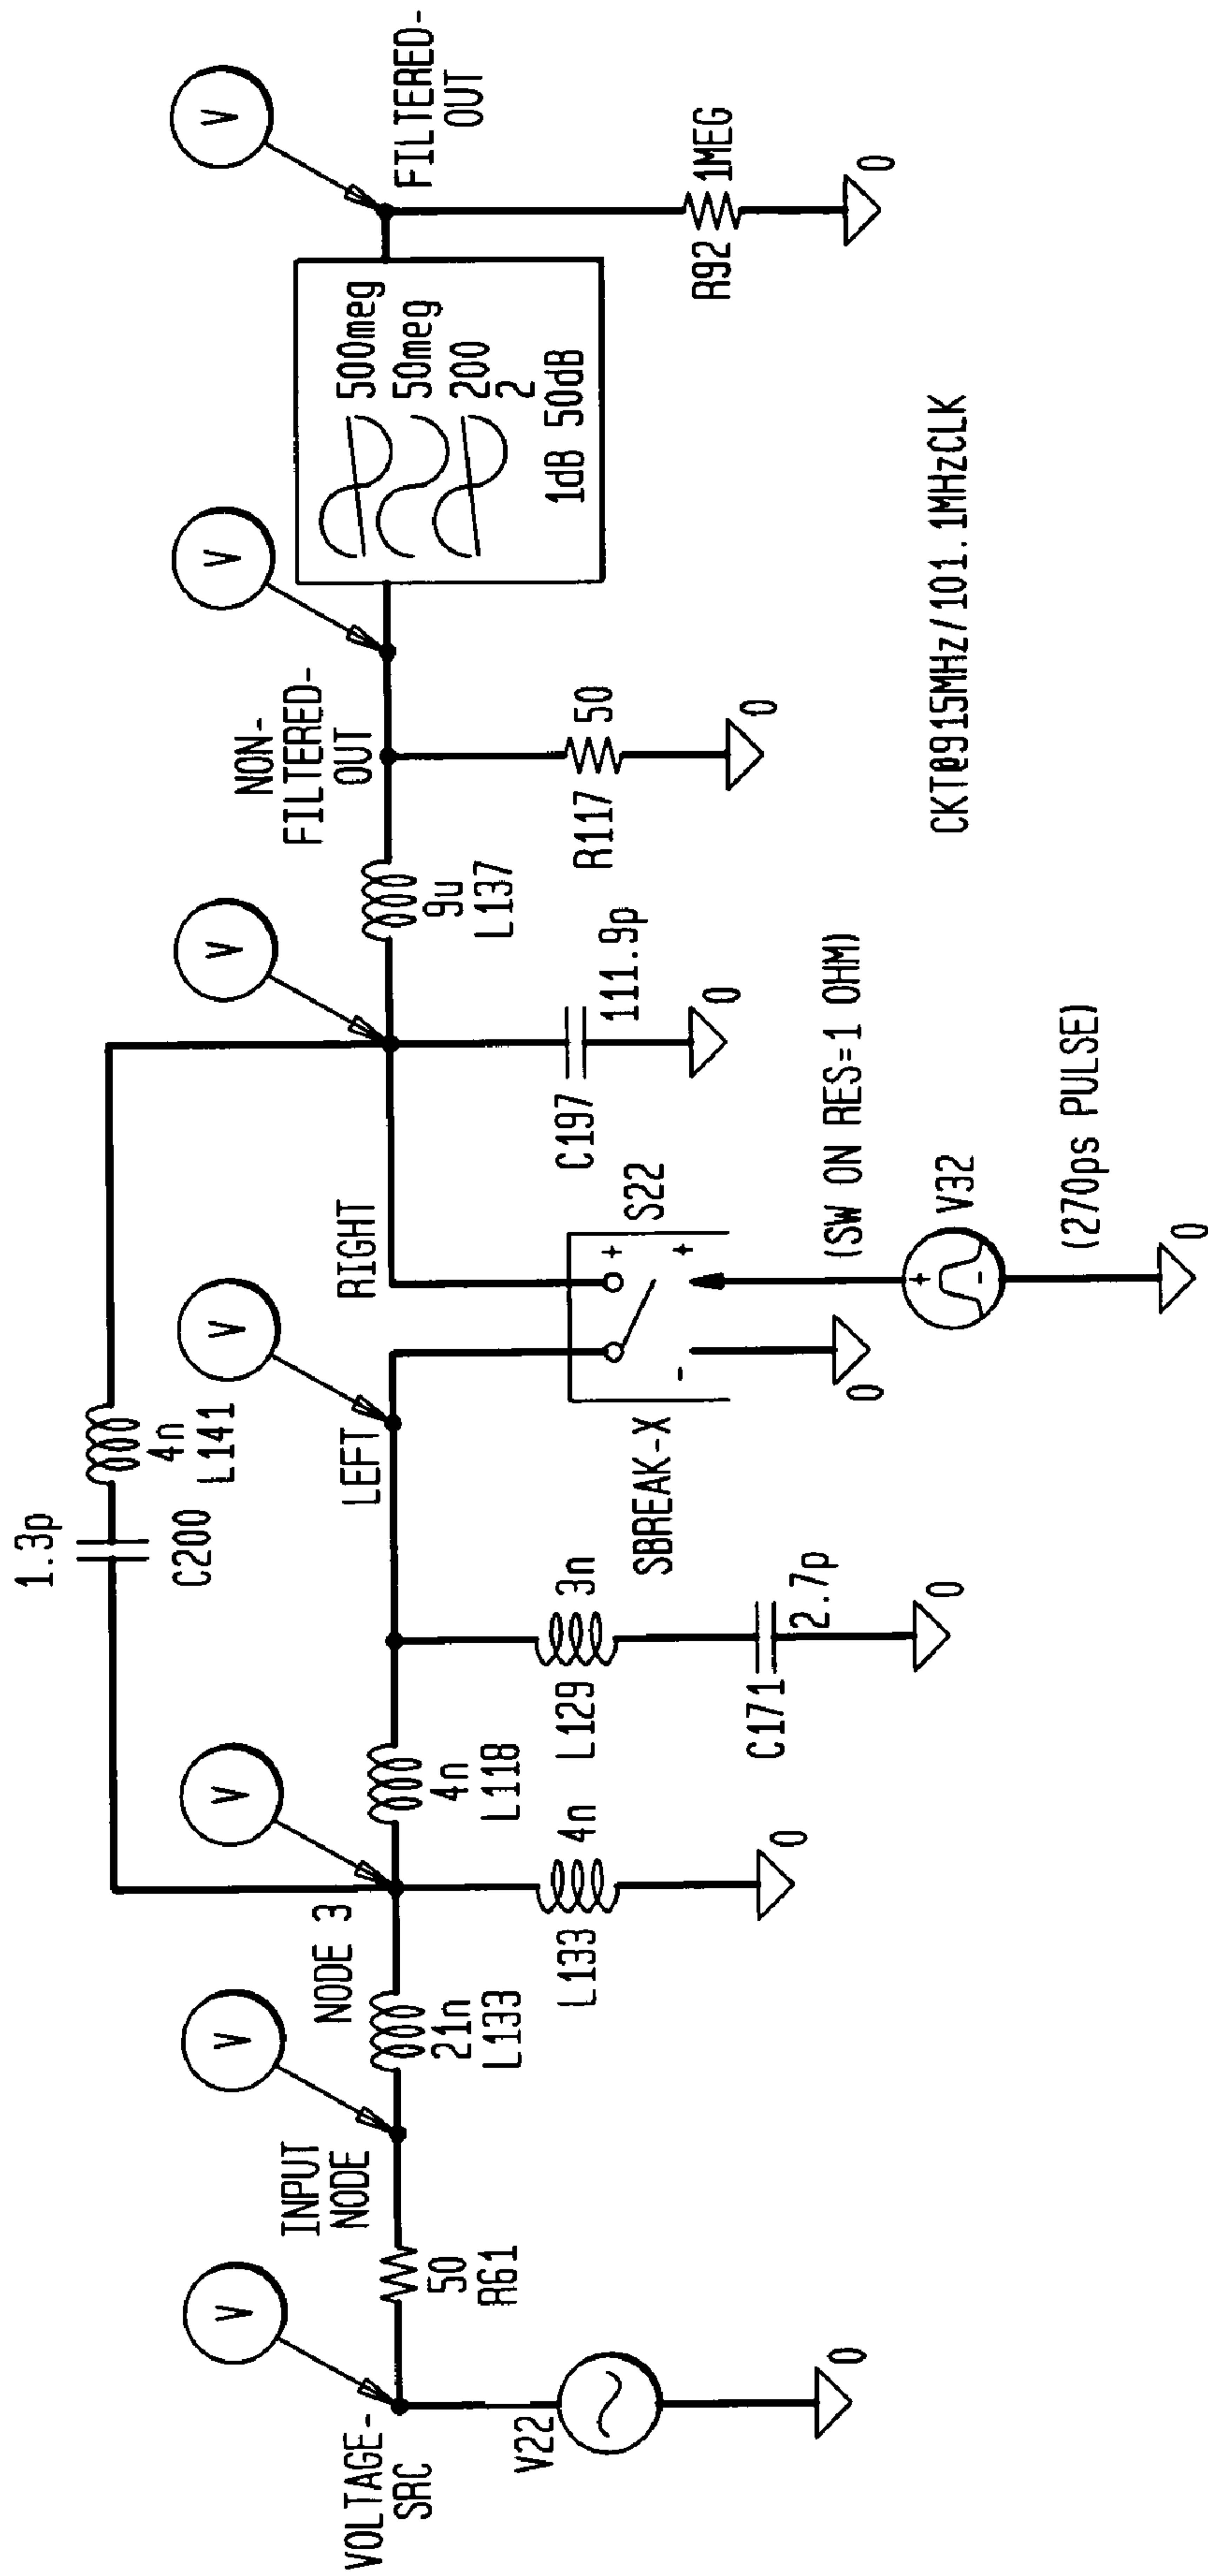 VOLTAGE-
SRC
V
V22
0
50
R61
INPUT
NODE
V
21n
L133
NODE 3
V
L133
4n
0
4n
L118
L129
3n
C171
2.7p
0
1.3p
C200
4n
L141
LEFT
V
SBREAK-X
S22
-
+
+
0
RIGHT
(SW ON RES=1 OHM)
+
-
V32
(270ps PULSE)
0
V
C197
111.9p
0
9u
L137
NON-
FILTERED-
OUT
V
R117
50
0
500meg
50meg
200
2
1dB 50dB
V
FILTERED-
OUT
R92
1MEG
0
CKT@915MHz/101.1MHzCLK